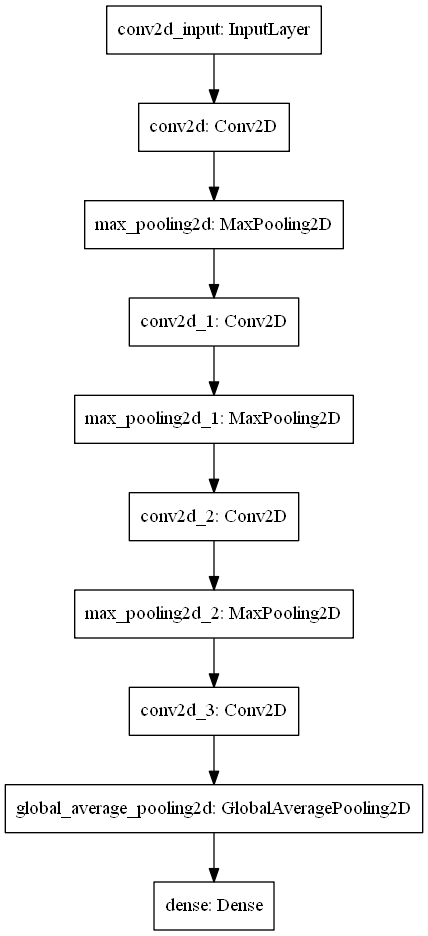 conv2d_input: InputLayer
conv2d: Conv2D
max_pooling2d: MaxPooling2D
conv2d_1: Conv2D
max_pooling2d_1: MaxPooling2D
conv2d_2: Conv2D
max_pooling2d_2: MaxPooling2D
conv2d_3: Conv2D
global_average_pooling2d: GlobalAveragePooling2D
dense: Dense